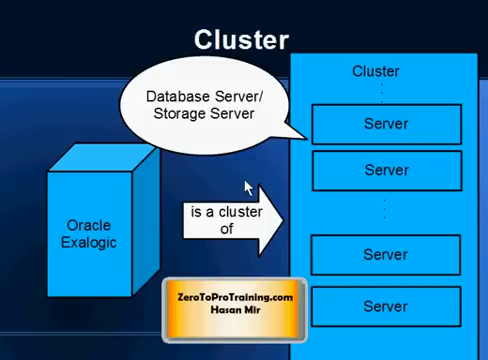 Cluster
Cluster
Database Server/
Storage Server
Server
Server
Oracle
Exalogic
is a cluster
of
Server
Server
ZeroToProTraining.com
Hasan Mir